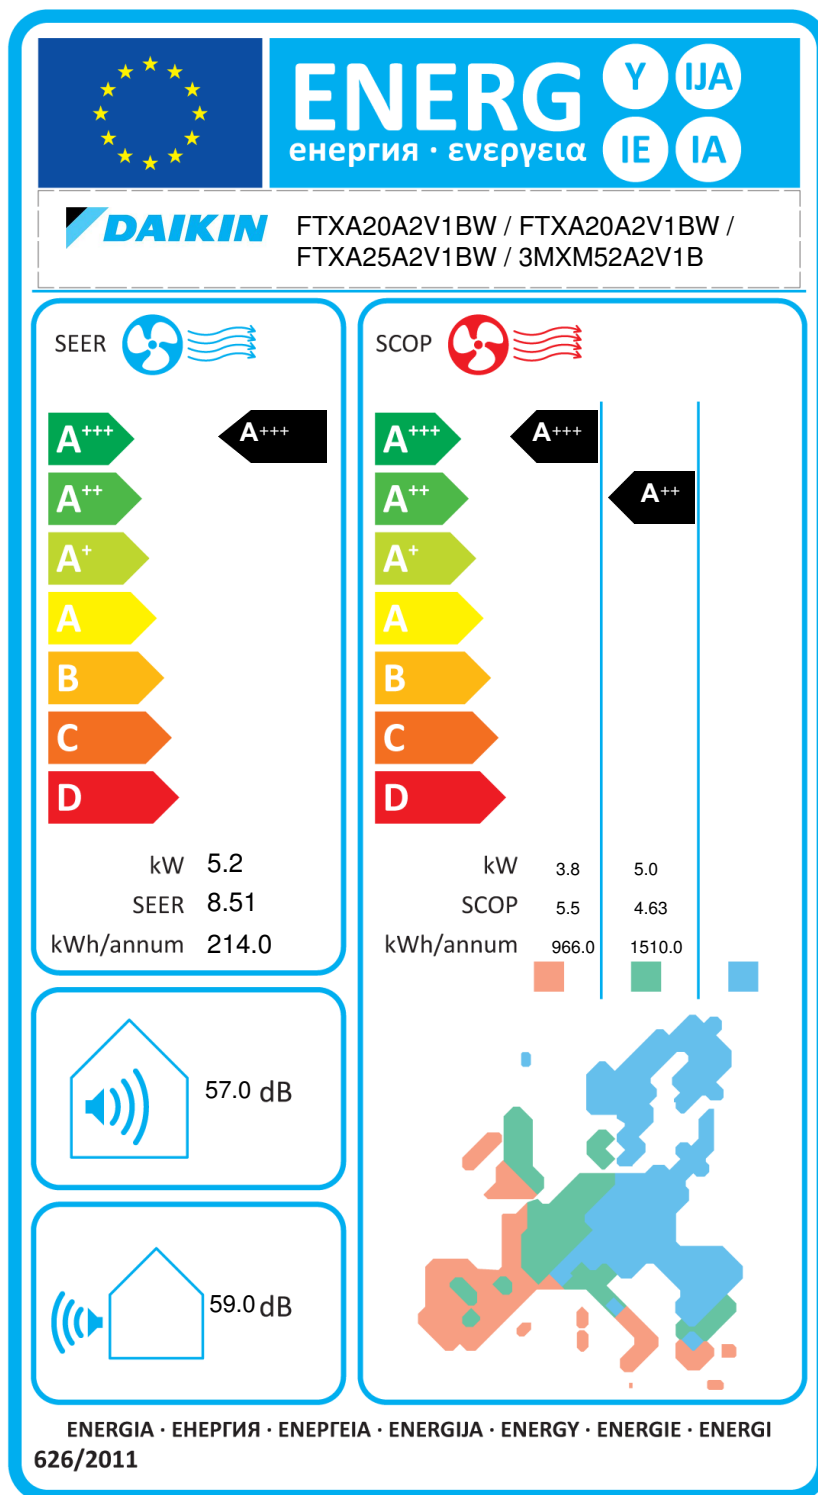 ENERG
енергия · ενεργεια
Y
IJA
IE
IA
DAIKIN
FTXA20A2V1BW / FTXA20A2V1BW /
FTXA25A2V1BW / 3MXM52A2V1B
SEER
A+++
A++
A+
A
B
C
D
A+++
kW 5.2
SEER 8.51
kWh/annum 214.0
SCOP
A+++
A++
A+
A
B
C
D
A+++
A++
kW 3.8 5.0
SCOP 5.5 4.63
kWh/annum 966.0 1510.0
57.0 dB
59.0 dB
ENERGIA · ЕНЕРГИЯ · ΕΝΕΡΓΕΙΑ · ENERGIJA · ENERGY · ENERGIE · ENERGI
626/2011